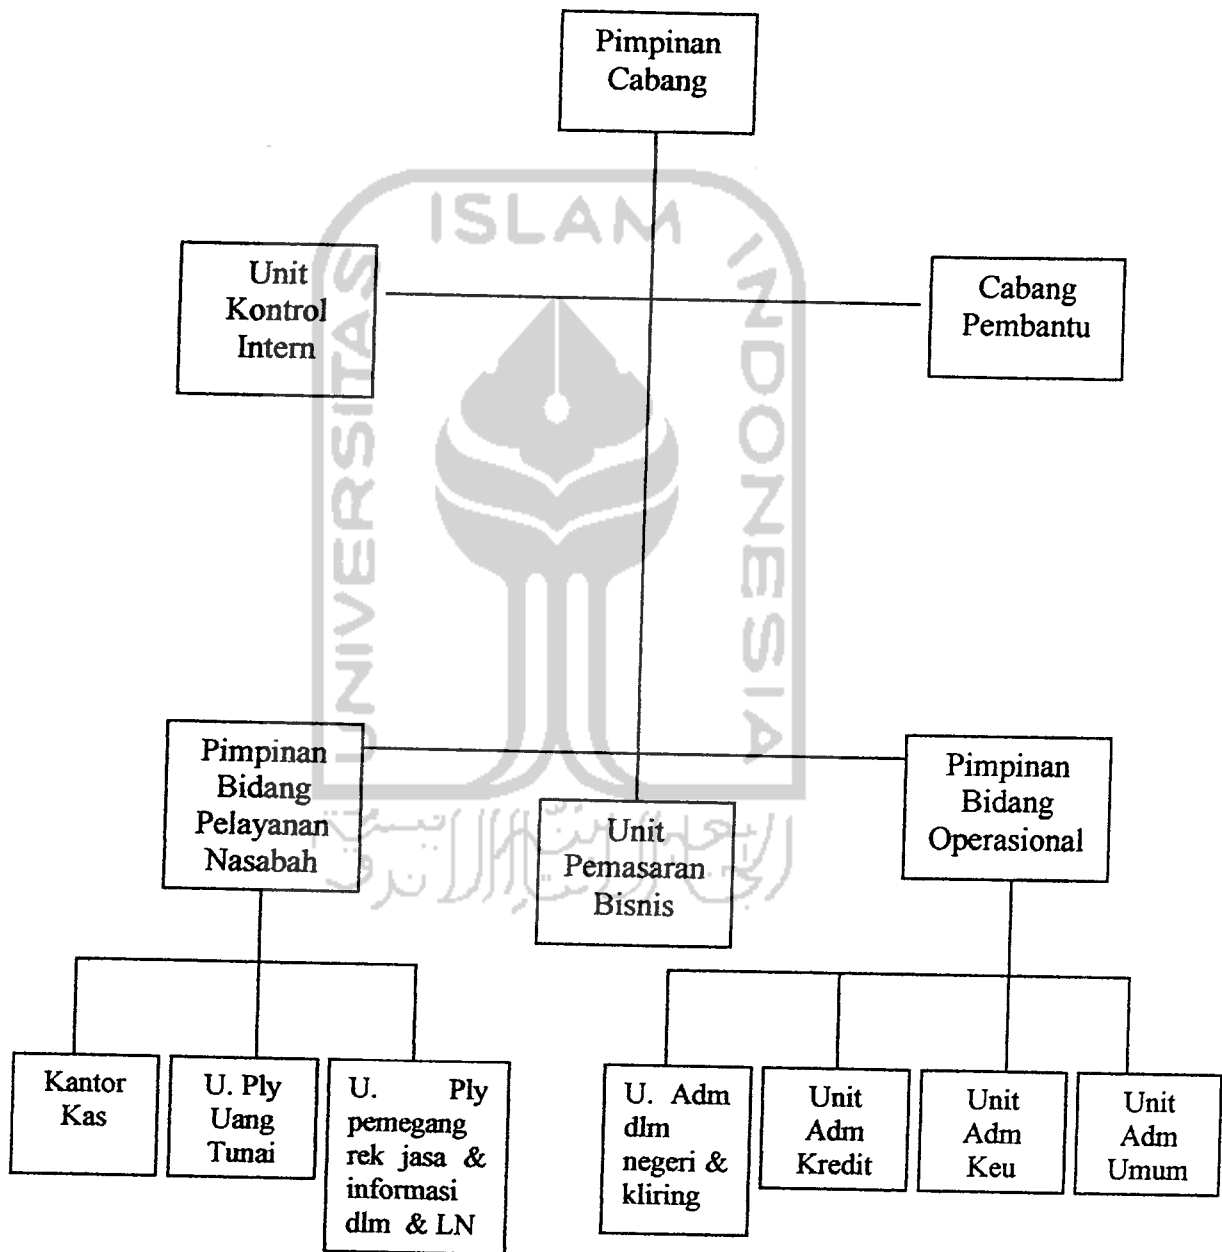 Pimpinan
Cabang
ISLAM
UNIVERSITAS
INDONESIA
Unit
Kontrol
Intern
Cabang
Pembantu
Pimpinan
Bidang
Pelayanan
Nasabah
Unit
Pemasaran
Bisnis
Pimpinan
Bidang
Operasional
Kantor
Kas
U. Ply
Uang
Tunai
U. Ply
pemegang
rek jasa &
informasi
dlm & LN
U. Adm
dlm
negeri &
kliring
Unit
Adm
Kredit
Unit
Adm
Keu
Unit
Adm
Umum